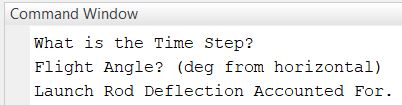 Command Window
What is the Time Step?
Flight Angle? (deg from horizontal)
Launch Rod Deflection Accounted For.